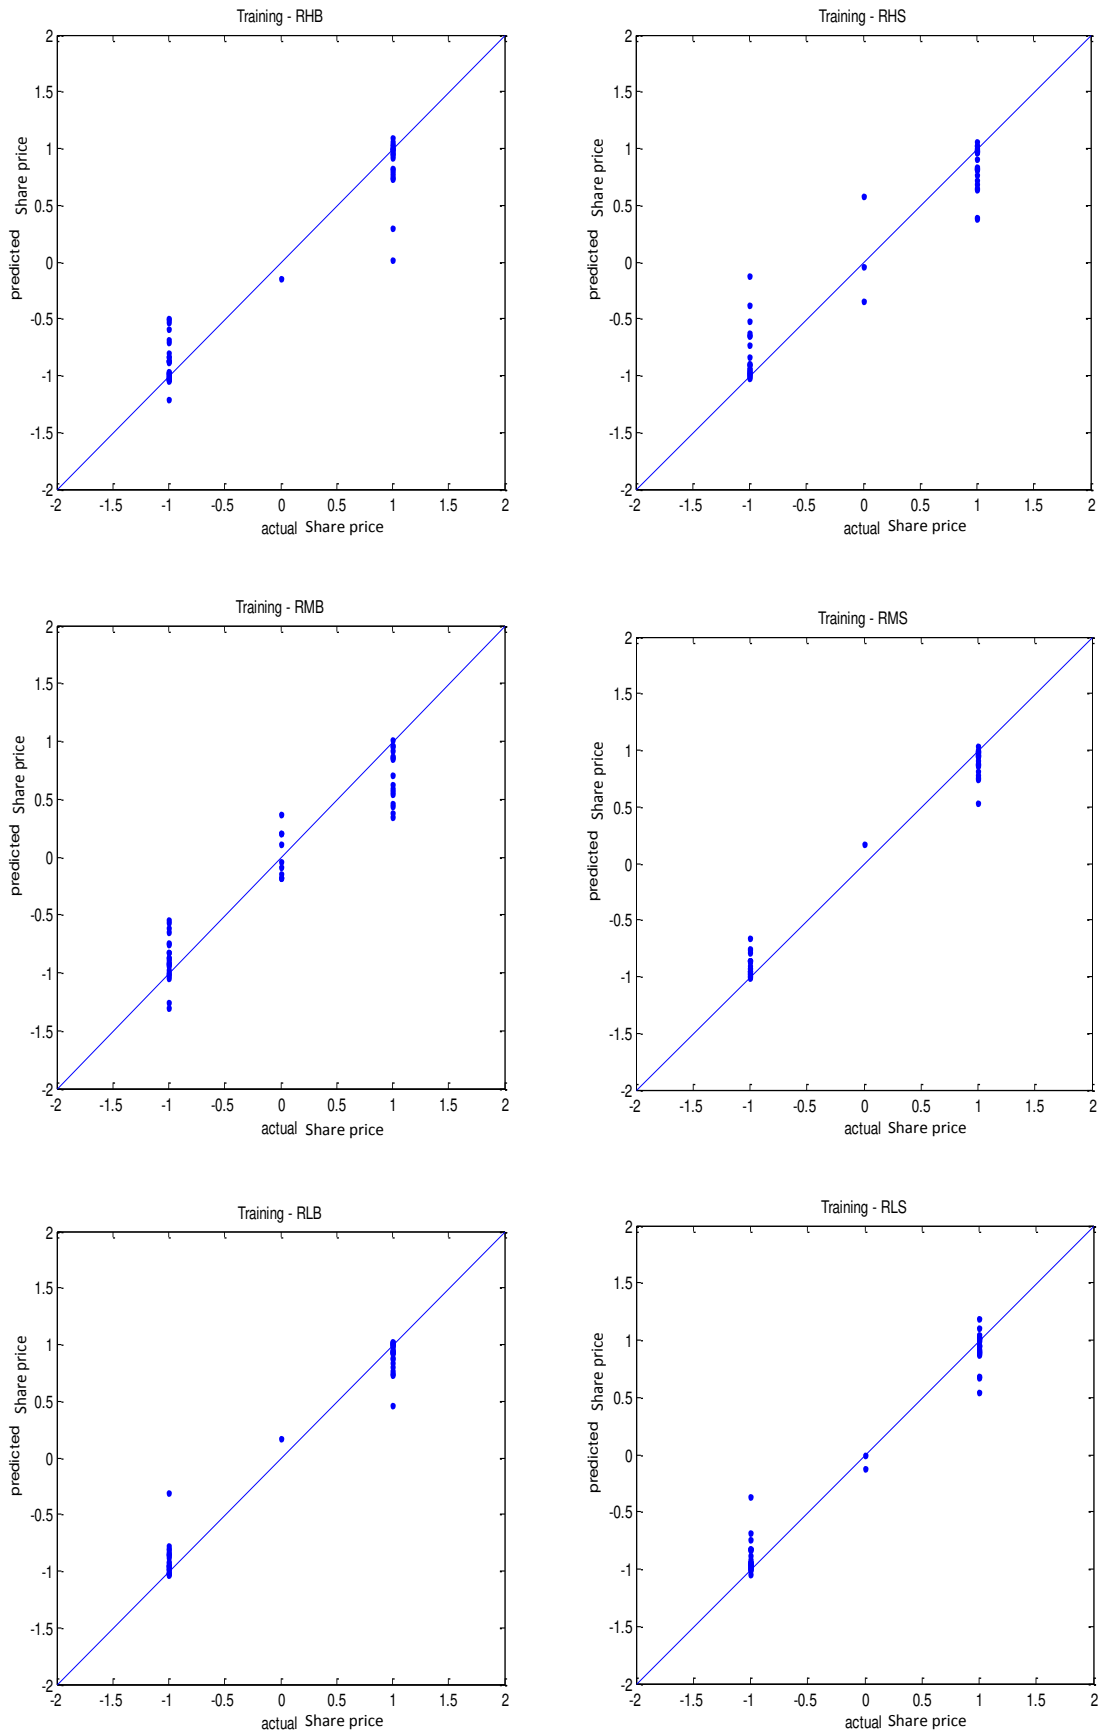 Training - RHB
2
1.5
1
0.5
0
-0.5
-1
-1.5
-2
predicted Share price
-2 -1.5 -1 -0.5 0 0.5 1 1.5 2
actual Share price
Training - RHS
2
1.5
1
0.5
0
-0.5
-1
-1.5
-2
predicted Share price
-2 -1.5 -1 -0.5 0 0.5 1 1.5 2
actual Share price
Training - RMB
2
1.5
1
0.5
0
-0.5
-1
-1.5
-2
predicted Share price
-2 -1.5 -1 -0.5 0 0.5 1 1.5 2
actual Share price
Training - RMS
2
1.5
1
0.5
0
-0.5
-1
-1.5
-2
predicted Share price
-2 -1.5 -1 -0.5 0 0.5 1 1.5 2
actual Share price
Training - RLB
2
1.5
1
0.5
0
-0.5
-1
-1.5
-2
predicted Share price
-2 -1.5 -1 -0.5 0 0.5 1 1.5 2
actual Share price
Training - RLS
2
1.5
1
0.5
0
-0.5
-1
-1.5
-2
predicted Share price
-2 -1.5 -1 -0.5 0 0.5 1 1.5 2
actual Share price